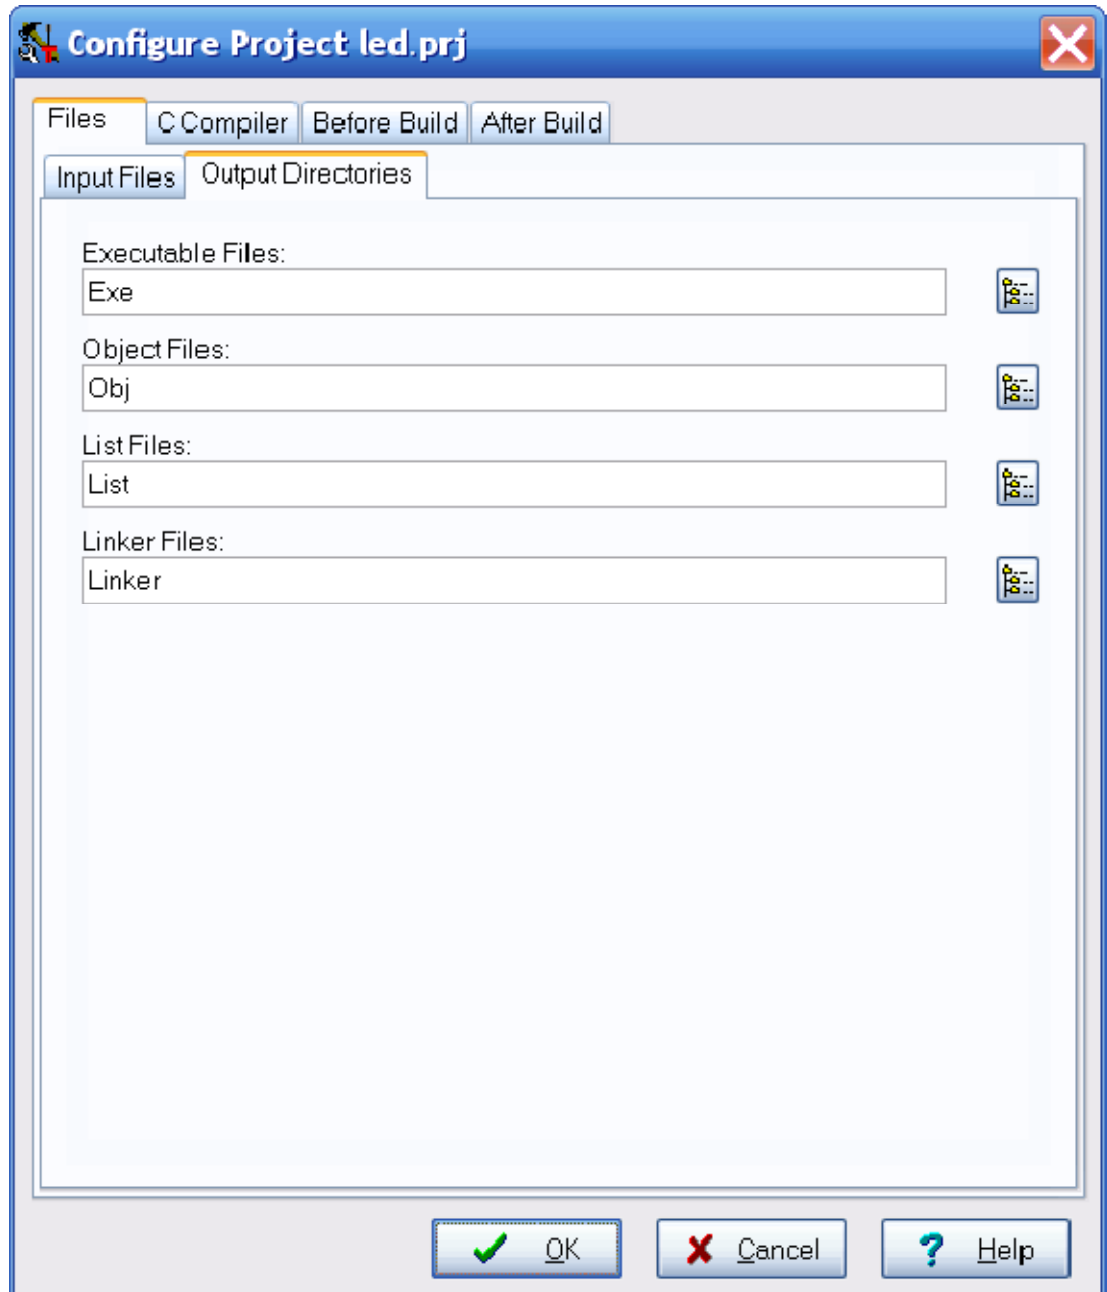 Configure Project led.prj
Files C Compiler Before Build After Build
Input Files Output Directories
Executable Files:
Exe
Object Files:
Obj
List Files:
List
Linker Files:
Linker
OK Cancel ? Help